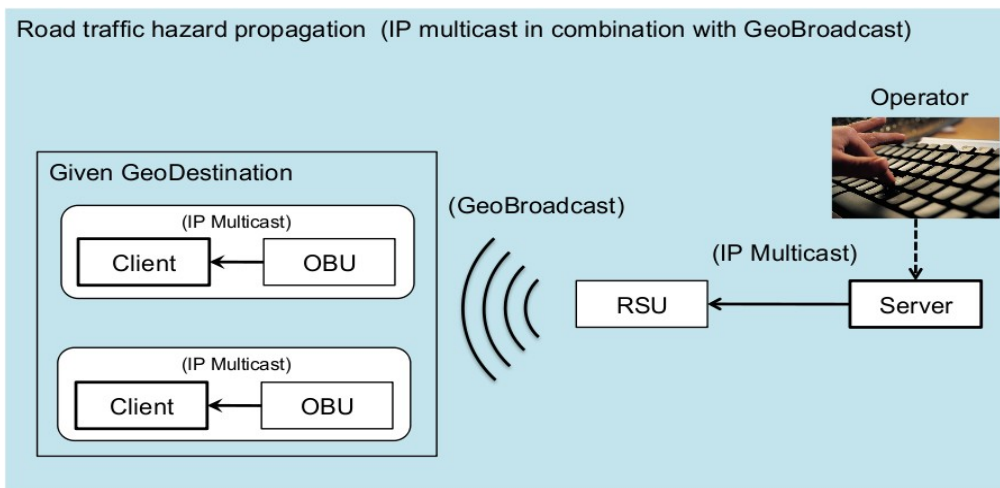 Road traffic hazard propagation (IP multicast in combination with GeoBroadcast)
Operator
Given GeoDestination
(IP Multicast)
Client
OBU
(GeoBroadcast)
(IP Multicast)
RSU
Server
(IP Multicast)
Client
OBU